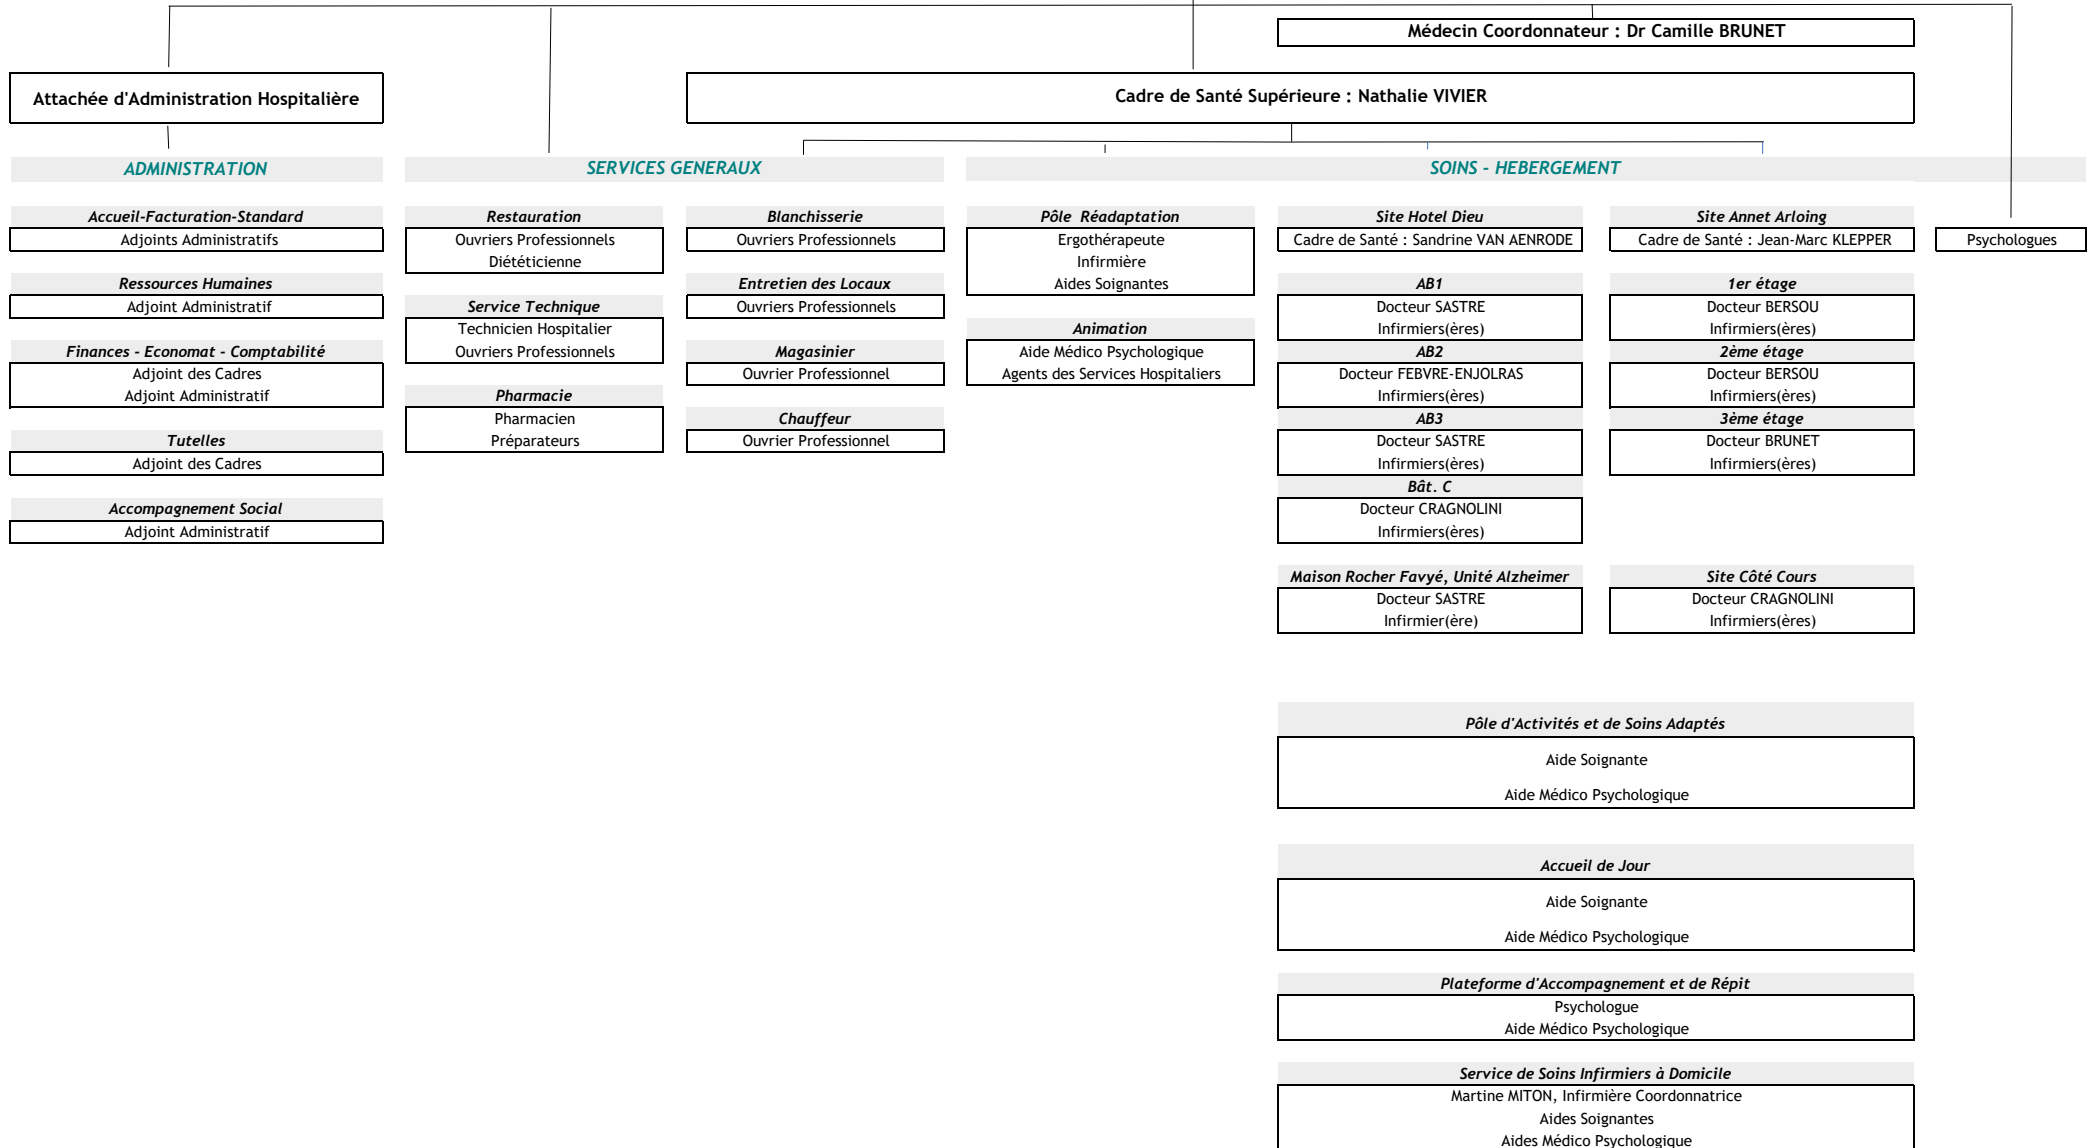 Médecin Coordonnateur : Dr Camille BRUNET
Attachée d'Administration Hospitalière
Cadre de Santé Supérieure : Nathalie VIVIER
ADMINISTRATION
Accueil-Facturation-Standard
Adjoints Administratifs
Ressources Humaines
Adjoint Administratif
Finances - Economat - Comptabilité
Adjoint des Cadres
Adjoint Administratif
Tutelles
Adjoint des Cadres
Accompagnement Social
Adjoint Administratif
SERVICES GENERAUX
Restauration
Ouvriers Professionnels
Diététicienne
Service Technique
Technicien Hospitalier
Ouvriers Professionnels
Pharmacie
Pharmacien
Préparateurs
Blanchisserie
Ouvriers Professionnels
Entretien des Locaux
Ouvriers Professionnels
Magasinier
Ouvrier Professionnel
Chauffeur
Ouvrier Professionnel
SOINS - HEBERGEMENT
Pôle Réadaptation
Ergothérapeute
Infirmière
Aides Soignantes
Animation
Aide Médico Psychologique
Agents des Services Hospitaliers
Site Hotel Dieu
Cadre de Santé : Sandrine VAN AENRODE
AB1
Docteur SASTRE
Infirmiers(ères)
AB2
Docteur FEBVRE-ENJOLRAS
Infirmiers(ères)
AB3
Docteur SASTRE
Infirmiers(ères)
Bât. C
Docteur CRAGNOLINI
Infirmiers(ères)
Maison Rocher Favyé, Unité Alzheimer
Docteur SASTRE
Infirmier(ère)
Site Annet Arloing
Cadre de Santé : Jean-Marc KLEPPER
1er étage
Docteur BERSOU
Infirmiers(ères)
2ème étage
Docteur BERSOU
Infirmiers(ères)
3ème étage
Docteur BRUNET
Infirmiers(ères)
Site Côté Cours
Docteur CRAGNOLINI
Infirmiers(ères)
Psychologues
Pôle d'Activités et de Soins Adaptés
Aide Soignante
Aide Médico Psychologique
Accueil de Jour
Aide Soignante
Aide Médico Psychologique
Plateforme d'Accompagnement et de Répit
Psychologue
Aide Médico Psychologique
Service de Soins Infirmiers à Domicile
Martine MITON, Infirmière Coordonnatrice
Aides Soignantes
Aides Médico Psychologique